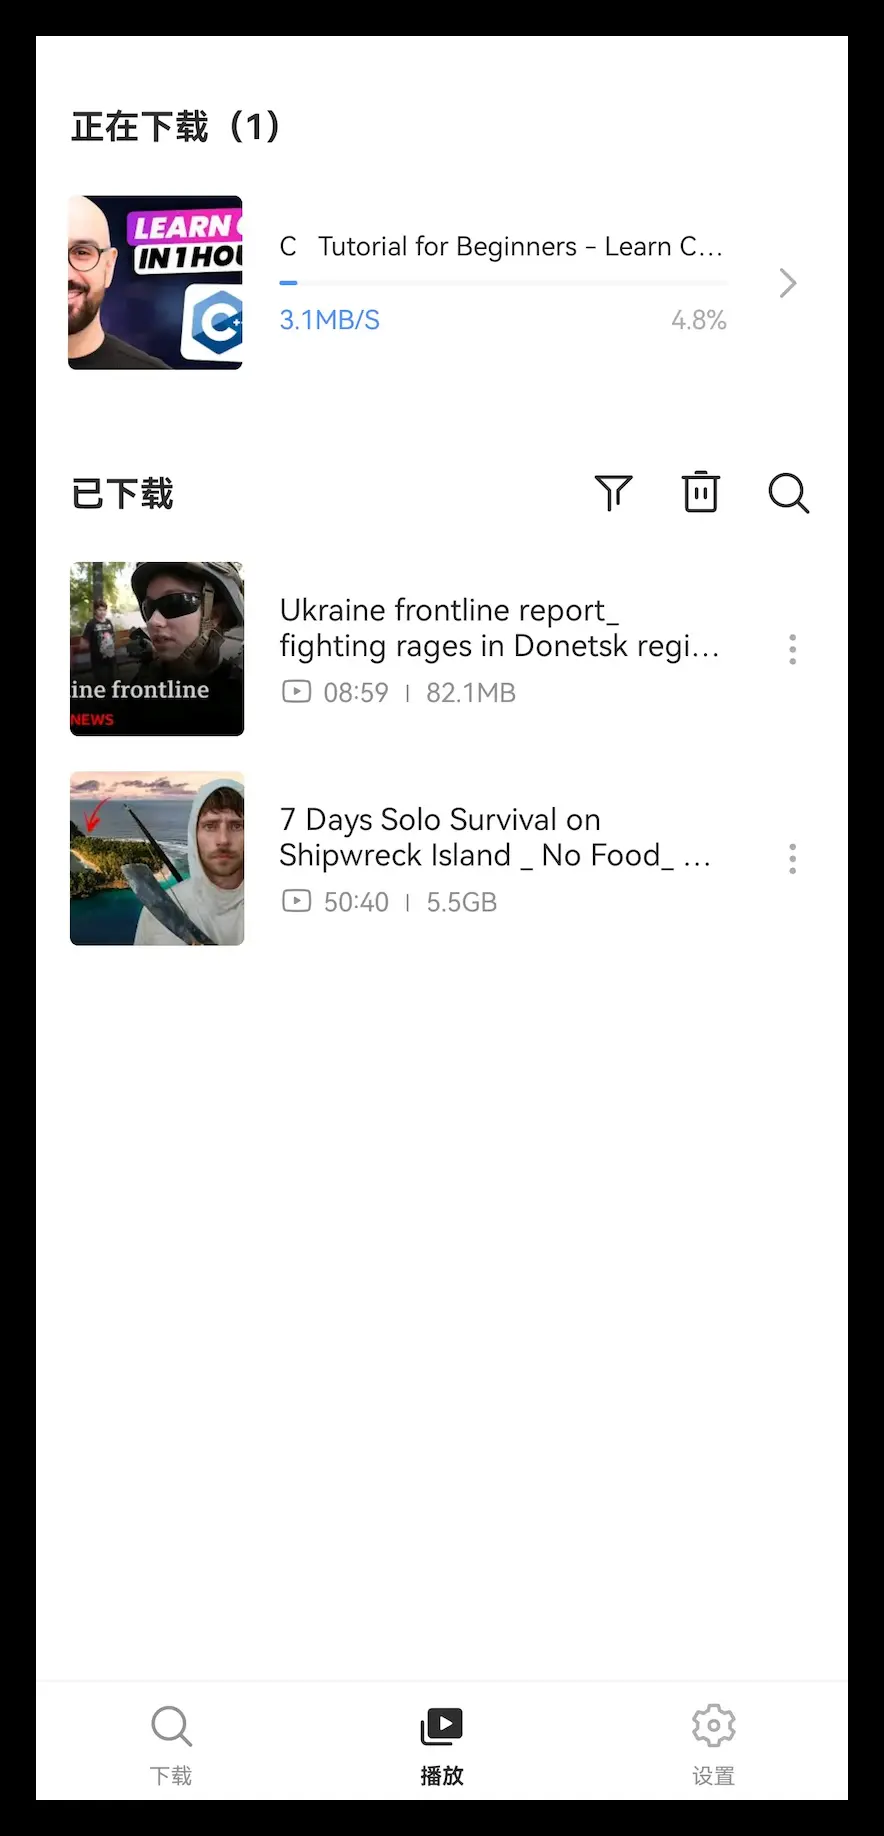 正在下载（1）
LEARN
IN 1 HOU
C
C Tutorial for Beginners - Learn C...
3.1MB/S
4.8%
已下载
ine frontline
NEWS
Ukraine frontline report_
fighting rages in Donetsk regi...
08:59 | 82.1MB
7 Days Solo Survival on
Shipwreck Island _ No Food_ ...
50:40 | 5.5GB
下载
播放
设置